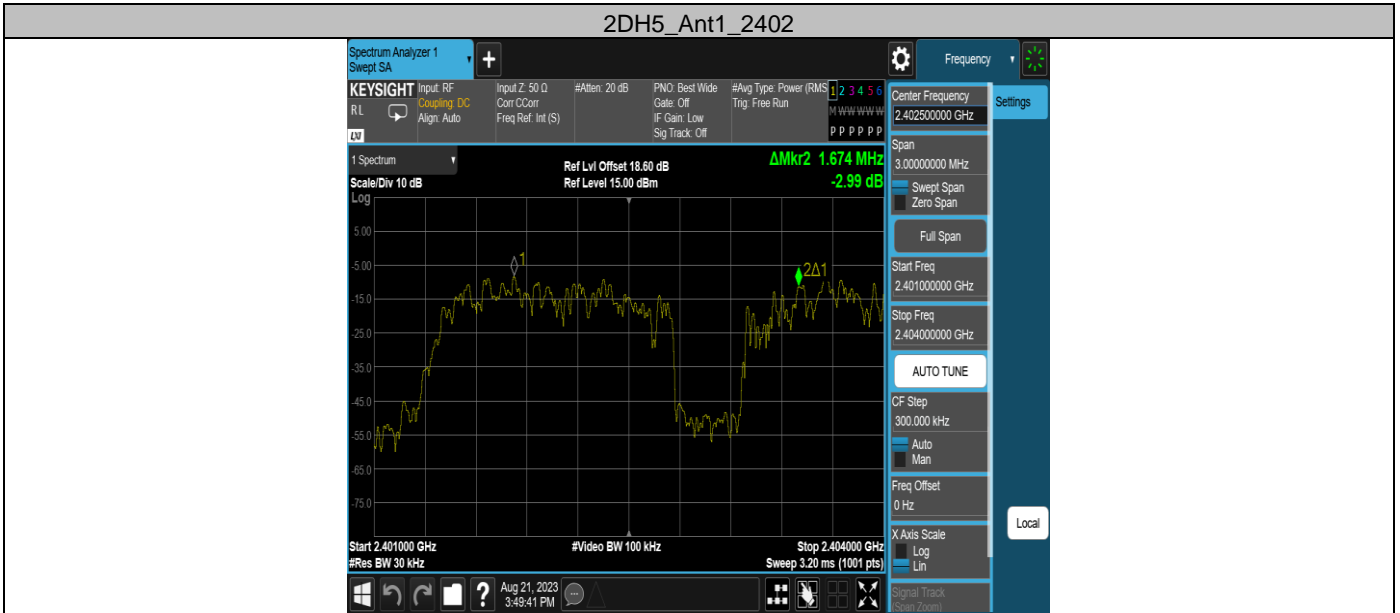 2DH5_Ant1_2402
Spectrum Analyzer 1
Swept SA
+
Frequency
KEYSIGHT
RL
LXI
Input: RF
Coupling: DC
Align: Auto
Input Z: 50 Ω
Corr CCorr
Freq Ref: Int (S)
#Atten: 20 dB
PNO: Best Wide
Gate: Off
IF Gain: Low
Sig Track: Off
#Avg Type: Power (RMS
Trig: Free Run
1 2 3 4 5 6
M W W W W W
P P P P P P
1 Spectrum
Scale/Div 10 dB
Log
Ref Lvl Offset 18.60 dB
Ref Level 15.00 dBm
ΔMkr2 1.674 MHz
-2.99 dB
5.00
-5.00
-15.0
-25.0
-35.0
-45.0
-55.0
-65.0
-75.0
1
2Δ1
Start 2.401000 GHz
#Res BW 30 kHz
#Video BW 100 kHz
Stop 2.404000 GHz
Sweep 3.20 ms (1001 pts)
Center Frequency
2.402500000 GHz
Settings
Span
3.00000000 MHz
Swept Span
Zero Span
Full Span
Start Freq
2.401000000 GHz
Stop Freq
2.404000000 GHz
AUTO TUNE
CF Step
300.000 kHz
Auto
Man
Freq Offset
0 Hz
X Axis Scale
Log
Lin
Signal Track
(Span Zoom)
Local
?
Aug 21, 2023
3:49:41 PM